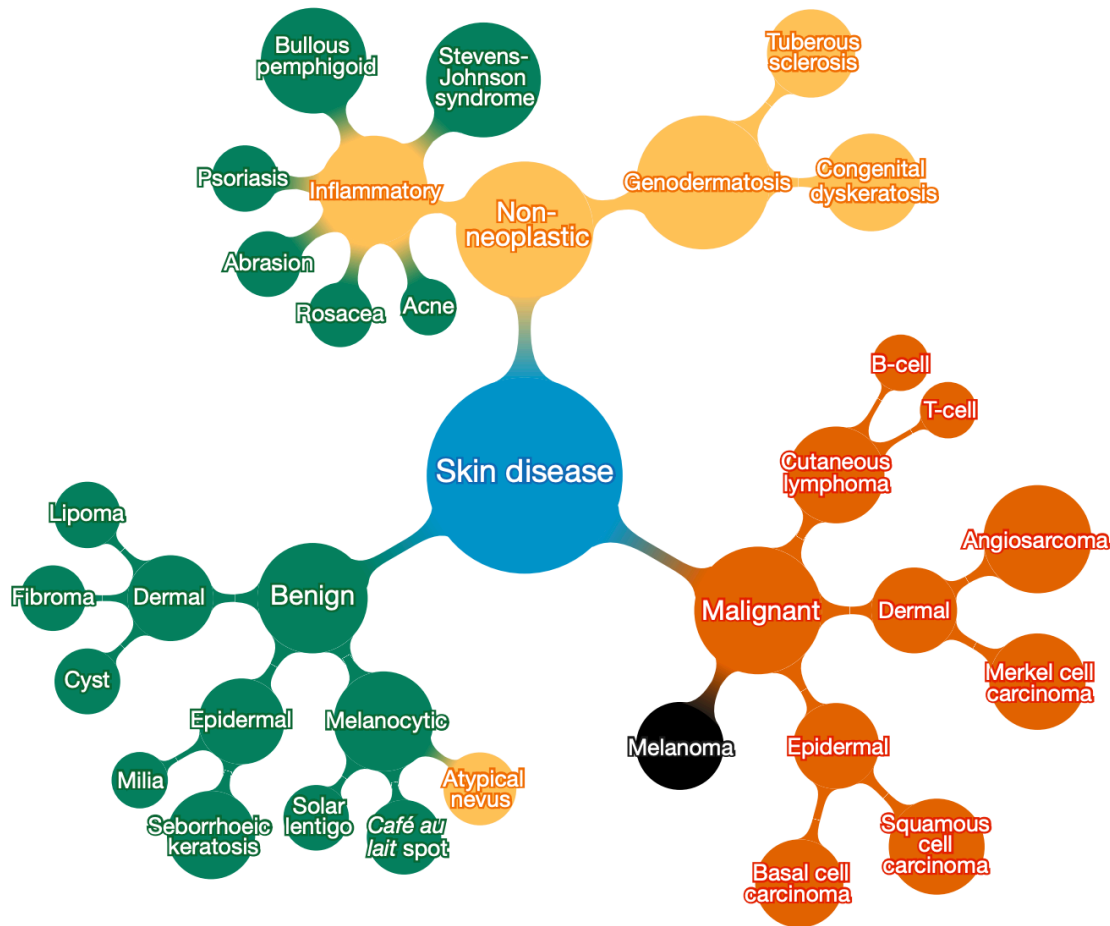 Bullous
pemphigoid
Stevens-
Johnson
syndrome
Tuberous
sclerosis
Psoriasis
Inflammatory
Genodermatosis
Congenital
dyskeratosis
Non-
neoplastic
Abrasion
Rosacea
Acne
B-cell
T-cell
Skin disease
Cutaneous
lymphoma
Lipoma
Angiosarcoma
Fibroma
Dermal
Benign
Malignant
Dermal
Cyst
Merkel cell
carcinoma
Epidermal
Melanocytic
Melanoma
Epidermal
Milia
Atypical
nevus
Seborrhoeic
keratosis
Solar
lentigo
Café au
lait spot
Squamous
cell
carcinoma
Basal cell
carcinoma